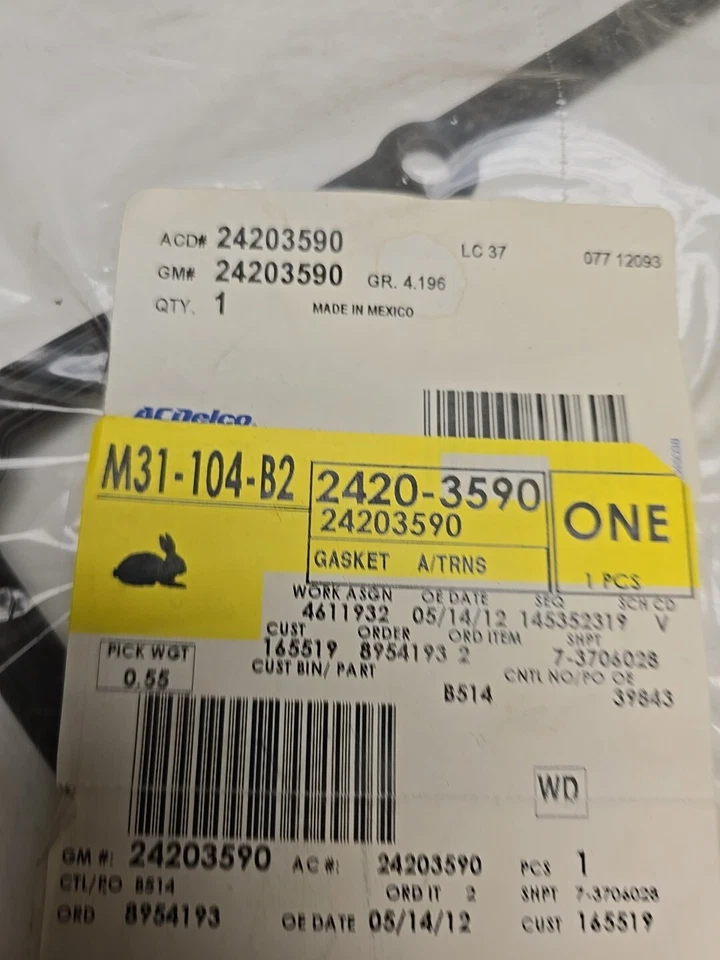 ACD# 24203590 LC 37 077 12093
GM# 24203590 GR. 4.196
QTY. 1 MADE IN MEXICO
ACDelco
M31-104-B2 2420-3590 ONE
24203590
GASKET A/TRNS 1 PCS
WORK ASGN OE DATE SEQ SCH CD
4611932 05/14/12 145352319 V
CUST ORDER ORD ITEM SHPT
165519 8954193 2 7-3706028
PICK WGT CUST BIN/ PART CNTL NO/PO OE
0.55 B514 39843
WD
GM #: 24203590 AC #: 24203590 PCS 1
CTL/PO B514 ORD IT 2 SHPT 7-3706028
ORD 8954193 OE DATE 05/14/12 CUST 165519